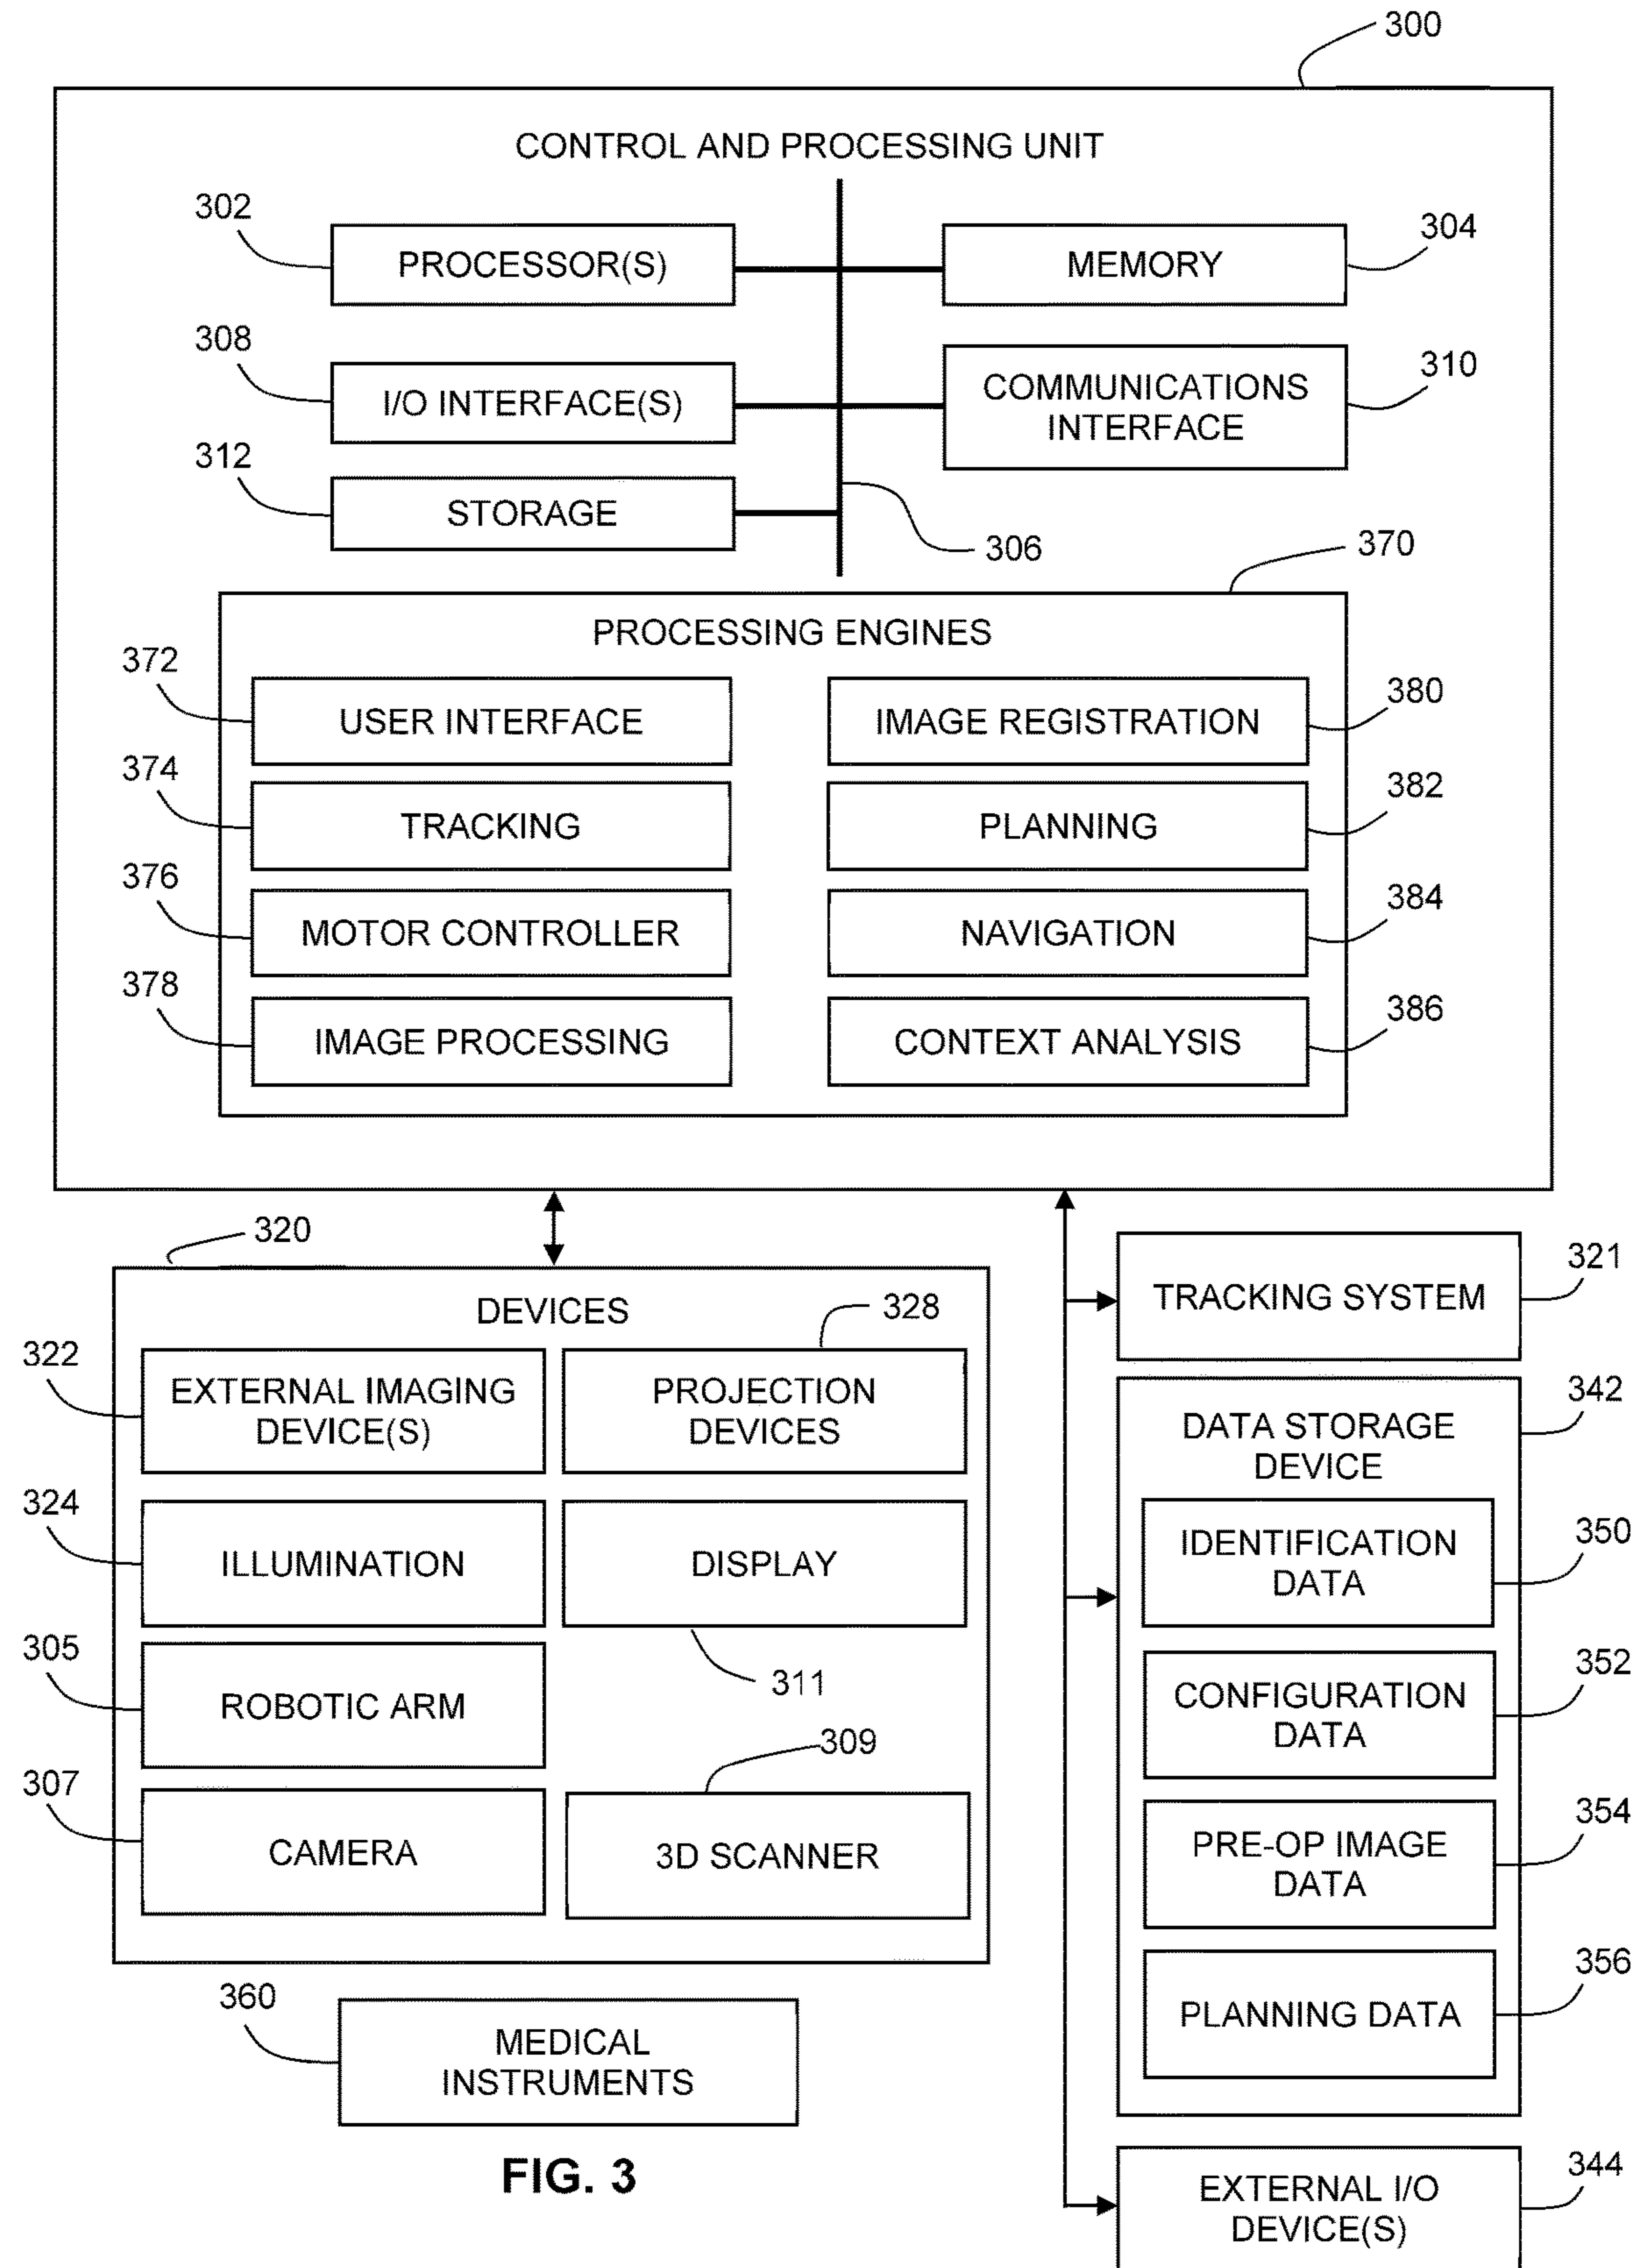 300
CONTROL AND PROCESSING UNIT
302
PROCESSOR(S)
MEMORY
304
308
I/O INTERFACE(S)
COMMUNICATIONS
INTERFACE
310
312
STORAGE
306
370
PROCESSING ENGINES
372
USER INTERFACE
IMAGE REGISTRATION
380
374
TRACKING
PLANNING
382
376
MOTOR CONTROLLER
NAVIGATION
384
378
IMAGE PROCESSING
CONTEXT ANALYSIS
386
320
DEVICES
322
EXTERNAL IMAGING
DEVICE(S)
328
PROJECTION
DEVICES
324
ILLUMINATION
DISPLAY
311
305
ROBOTIC ARM
309
307
CAMERA
3D SCANNER
360
MEDICAL
INSTRUMENTS
321
TRACKING SYSTEM
342
DATA STORAGE
DEVICE
IDENTIFICATION
DATA
350
CONFIGURATION
DATA
352
PRE-OP IMAGE
DATA
354
PLANNING DATA
356
EXTERNAL I/O
DEVICE(S)
344
FIG. 3